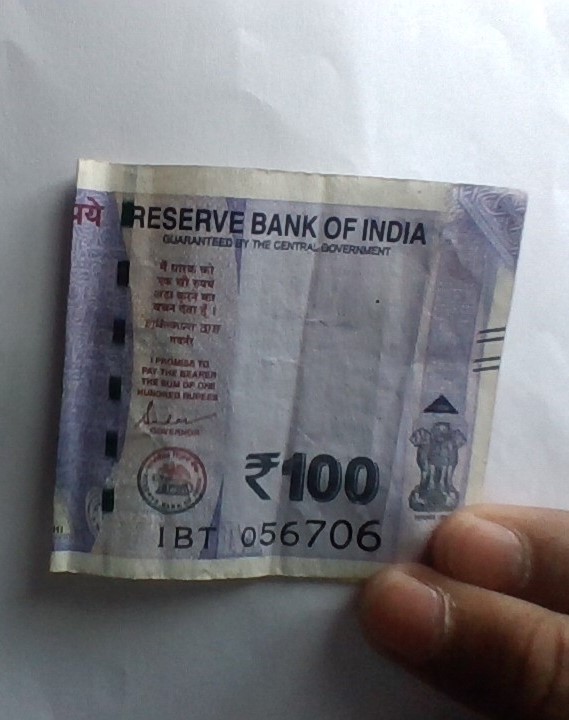 पये
RESERVE BANK OF INDIA
GUARANTEED BY THE CENTRAL GOVERNMENT
मैं धारक को
एक सौ रुपये
अदा करने का
वचन देता हूँ।
I PROMISE TO
PAY THE BEARER
THE SUM OF ONE
HUNDRED RUPEES
GOVERNOR
₹100
1BT 056706